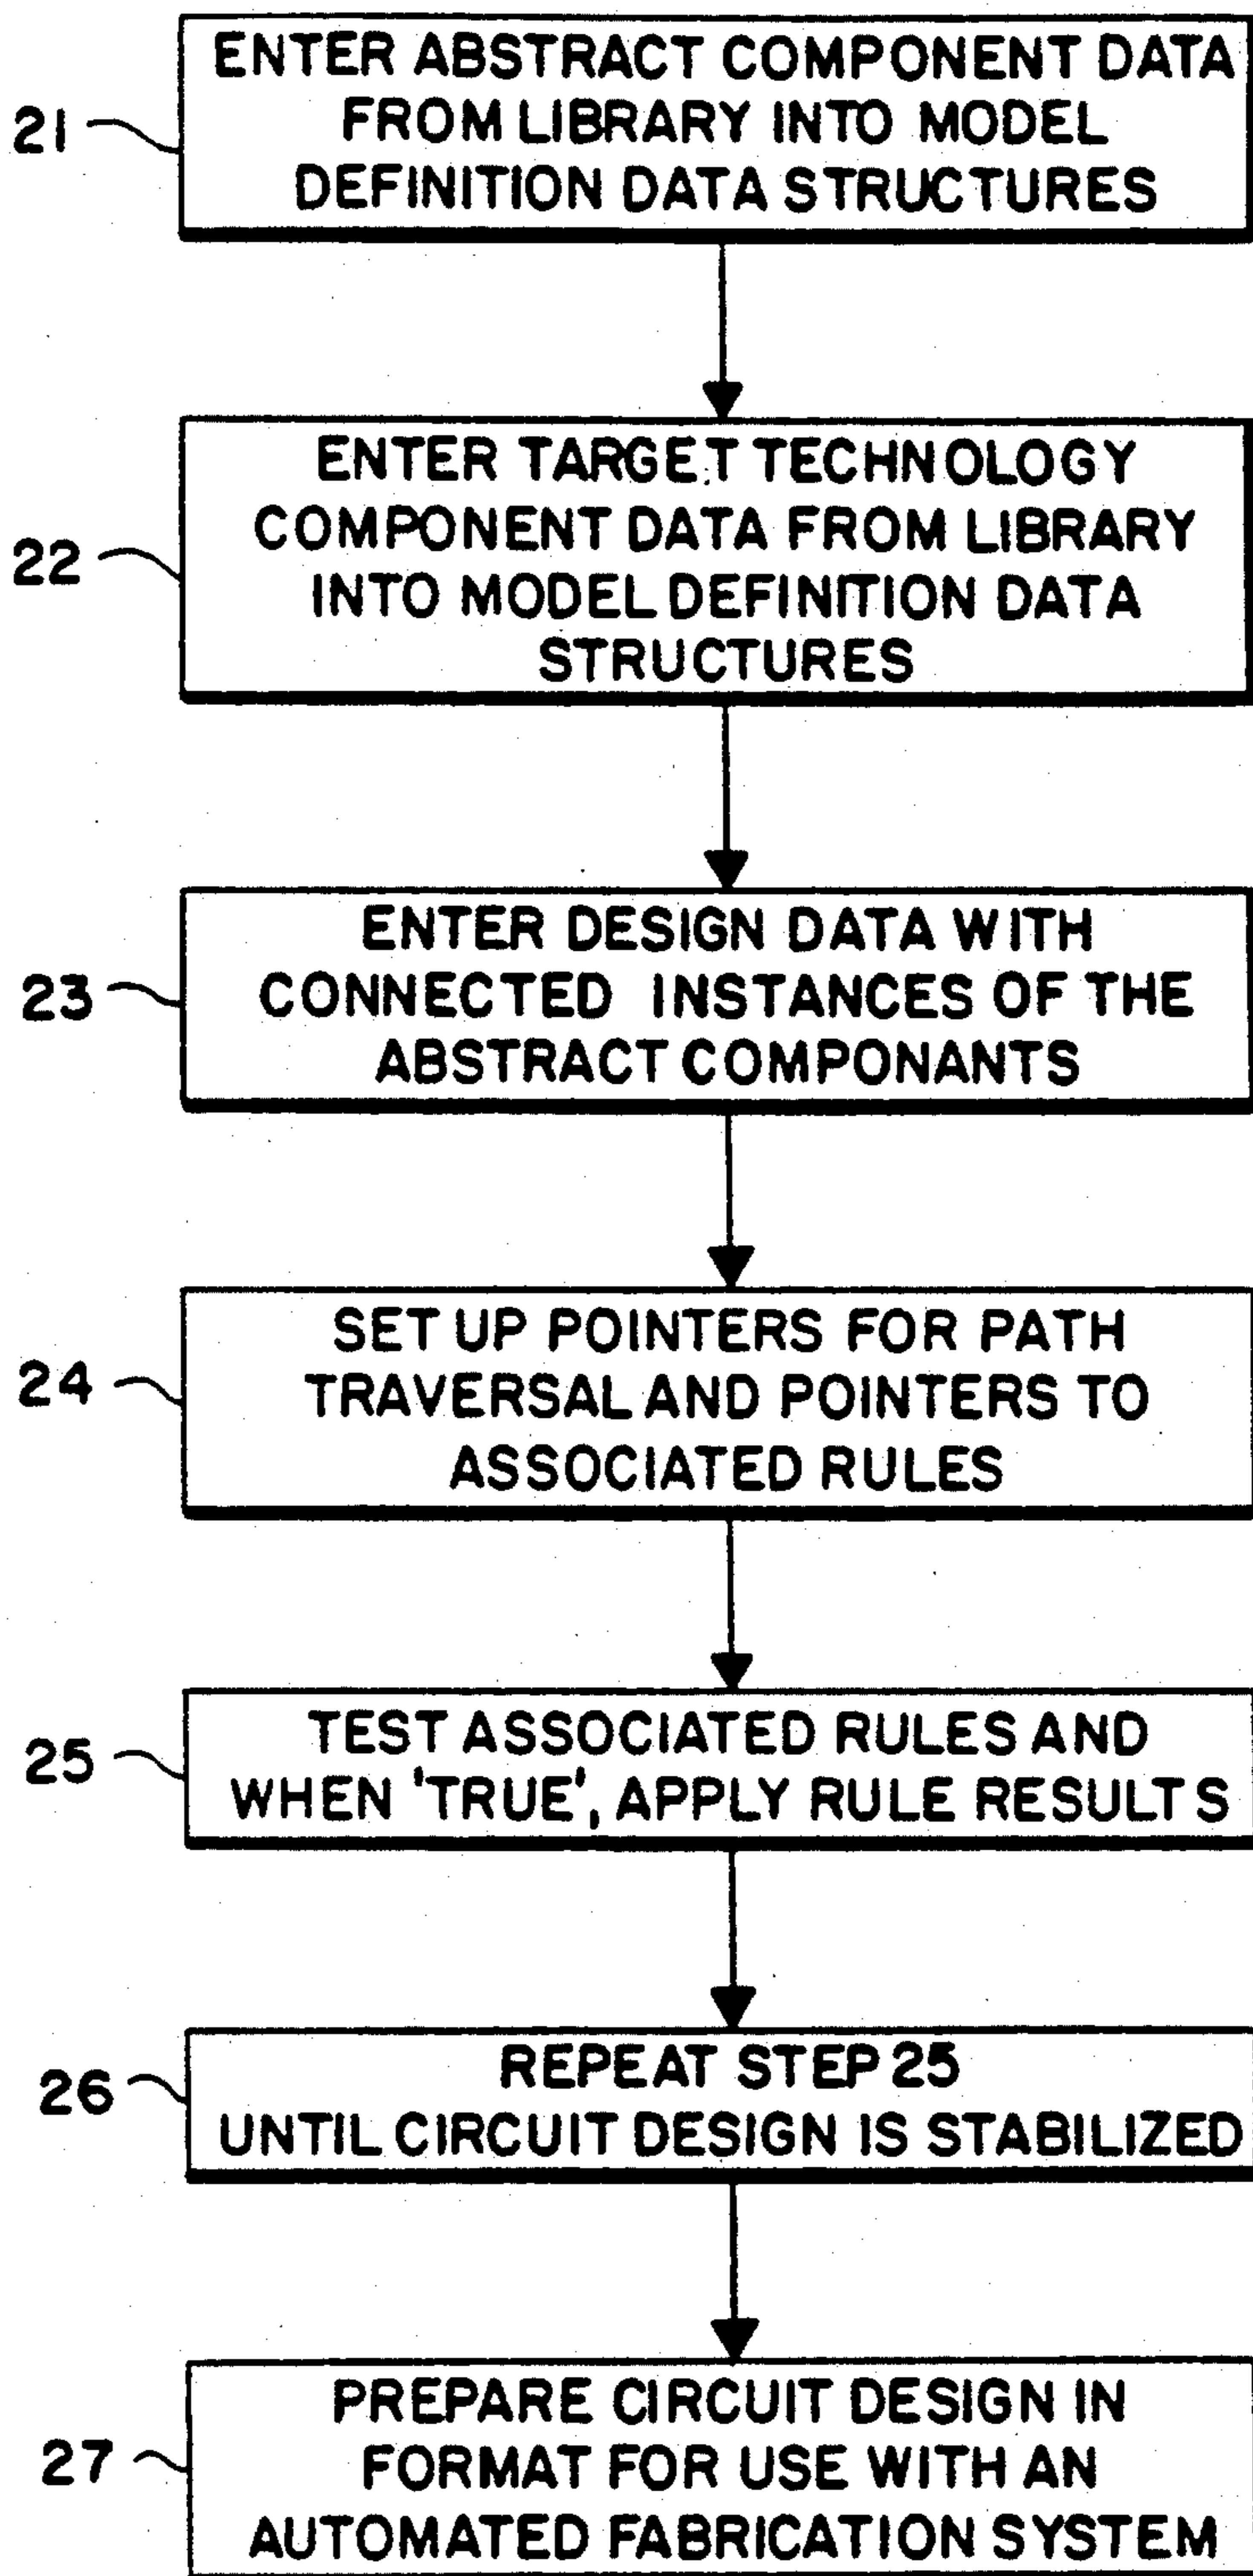 21
ENTER ABSTRACT COMPONENT DATA
FROM LIBRARY INTO MODEL
DEFINITION DATA STRUCTURES
22
ENTER TARGET TECHNOLOGY
COMPONENT DATA FROM LIBRARY
INTO MODEL DEFINITION DATA
STRUCTURES
23
ENTER DESIGN DATA WITH
CONNECTED INSTANCES OF THE
ABSTRACT COMPONANTS
24
SET UP POINTERS FOR PATH
TRAVERSAL AND POINTERS TO
ASSOCIATED RULES
25
TEST ASSOCIATED RULES AND
WHEN 'TRUE', APPLY RULE RESULTS
26
REPEAT STEP 25
UNTIL CIRCUIT DESIGN IS STABILIZED
27
PREPARE CIRCUIT DESIGN IN
FORMAT FOR USE WITH AN
AUTOMATED FABRICATION SYSTEM